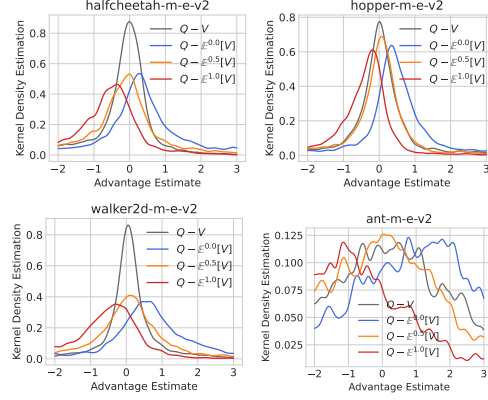 halfcheetah-m-e-v2
Kernel Density Estimation
0.8
0.6
0.4
0.2
0.0
Q − V
Q − 𝔼^0.0[V]
Q − 𝔼^0.5[V]
Q − 𝔼^1.0[V]
−2 −1 0 1 2 3
Advantage Estimate
hopper-m-e-v2
Kernel Density Estimation
0.8
0.6
0.4
0.2
0.0
Q − V
Q − 𝔼^0.0[V]
Q − 𝔼^0.5[V]
Q − 𝔼^1.0[V]
−2 −1 0 1 2 3
Advantage Estimate
walker2d-m-e-v2
Kernel Density Estimation
0.8
0.6
0.4
0.2
0.0
Q − V
Q − 𝔼^0.0[V]
Q − 𝔼^0.5[V]
Q − 𝔼^1.0[V]
−2 −1 0 1 2 3
Advantage Estimate
ant-m-e-v2
Kernel Density Estimation
0.125
0.100
0.075
0.050
0.025
Q − V
Q − 𝔼^0.0[V]
Q − 𝔼^0.5[V]
Q − 𝔼^1.0[V]
−2 −1 0 1 2 3
Advantage Estimate